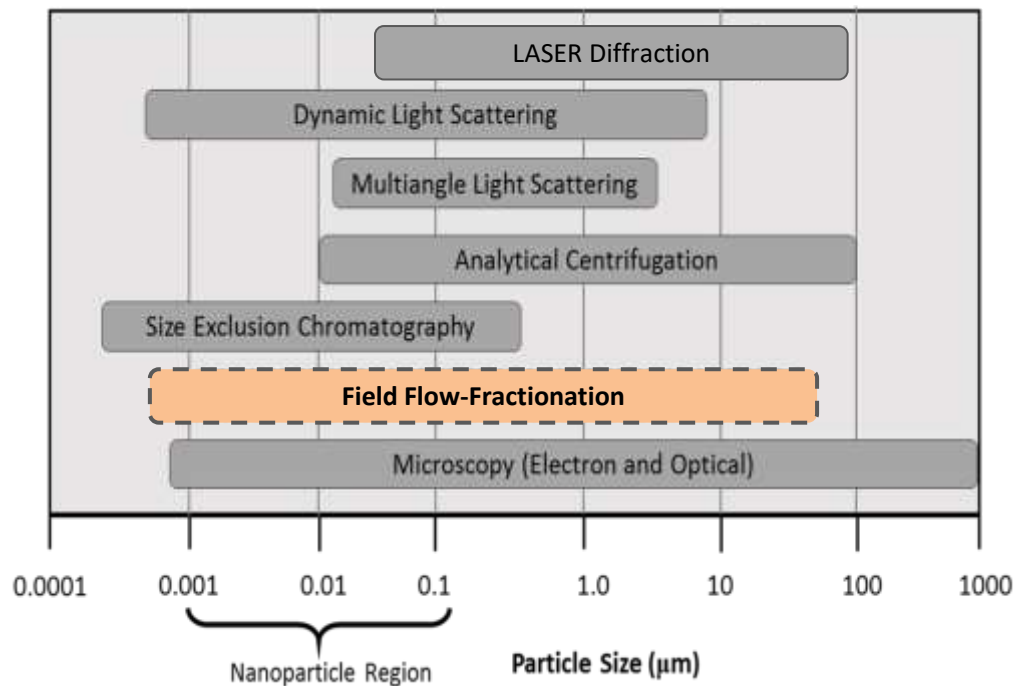 LASER Diffraction
Dynamic Light Scattering
Multiangle Light Scattering
Analytical Centrifugation
Size Exclusion Chromatography
Field Flow-Fractionation
Microscopy (Electron and Optical)
0.0001 0.001 0.01 0.1 1.0 10 100 1000
Nanoparticle Region
Particle Size (μm)